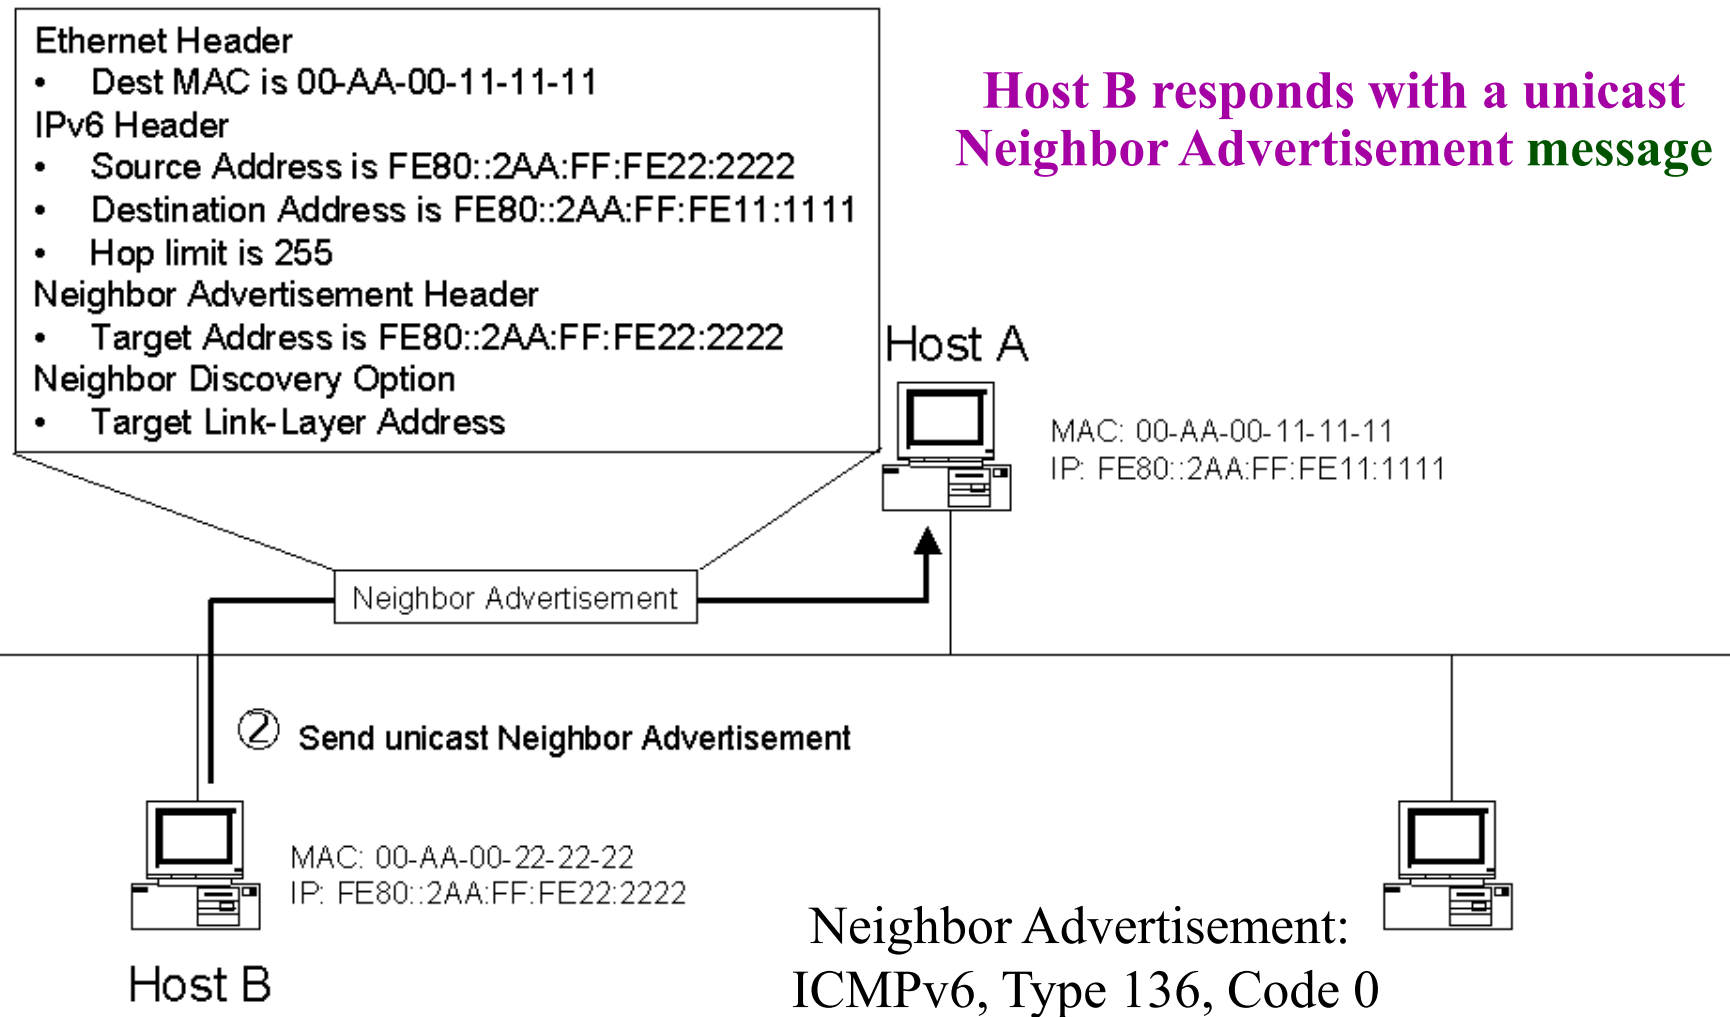 Ethernet Header
• Dest MAC is 00-AA-00-11-11-11
IPv6 Header
• Source Address is FE80::2AA:FF:FE22:2222
• Destination Address is FE80::2AA:FF:FE11:1111
• Hop limit is 255
Neighbor Advertisement Header
• Target Address is FE80::2AA:FF:FE22:2222
Neighbor Discovery Option
• Target Link-Layer Address
Host B responds with a unicast
Neighbor Advertisement message
Host A
MAC: 00-AA-00-11-11-11
IP: FE80::2AA:FF:FE11:1111
Neighbor Advertisement
② Send unicast Neighbor Advertisement
MAC: 00-AA-00-22-22-22
IP: FE80::2AA:FF:FE22:2222
Host B
Neighbor Advertisement:
ICMPv6, Type 136, Code 0